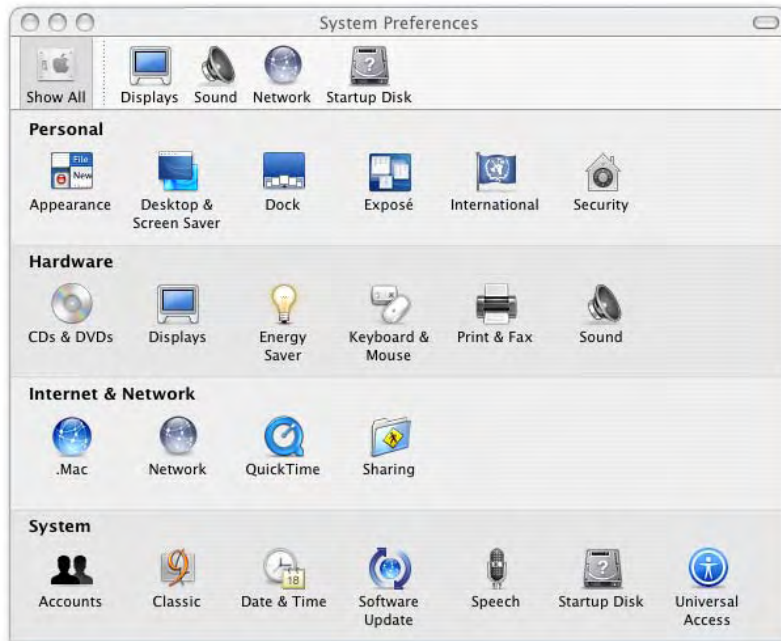 System Preferences
Show All Displays Sound Network Startup Disk
Personal
File
New
Appearance Desktop & Screen Saver Dock Exposé International Security
Hardware
CDs & DVDs Displays Energy Saver Keyboard & Mouse Print & Fax Sound
Internet & Network
.Mac Network QuickTime Sharing
System
18
Accounts Classic Date & Time Software Update Speech Startup Disk Universal Access